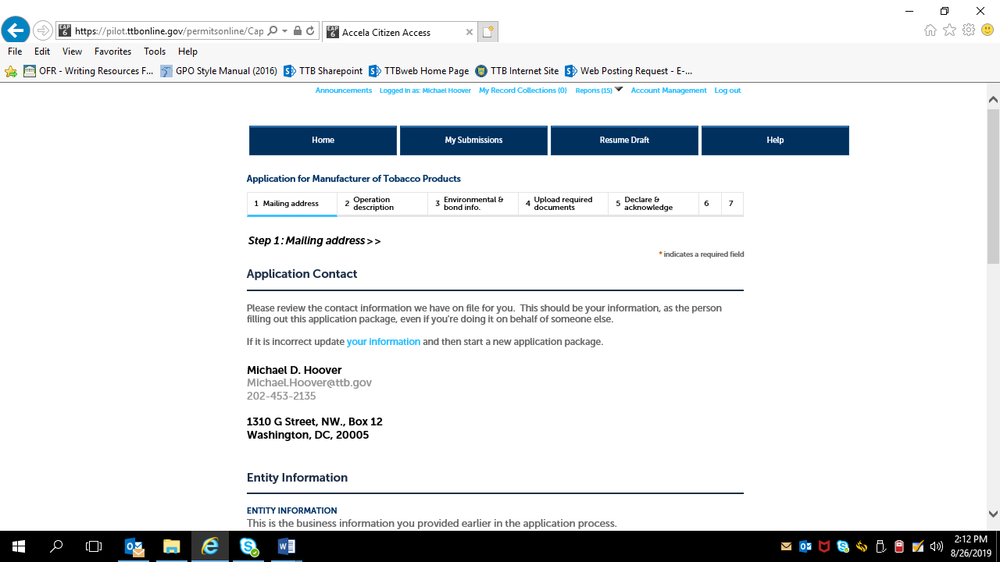 https://pilot.ttbonline.gov/permitsonline/Cap
EAP 6 Accela Citizen Access
File Edit View Favorites Tools Help
OFR - Writing Resources F... GPO Style Manual (2016) TTB Sharepoint TTBweb Home Page TTB Internet Site Web Posting Request - E-...
Announcements Logged in as: Michael Hoover My Record Collections (0) Reports (15) Account Management Log out
Home My Submissions Resume Draft Help
Application for Manufacturer of Tobacco Products
1 Mailing address 2 Operation description 3 Environmental & bond info. 4 Upload required documents 5 Declare & acknowledge 6 7
Step 1: Mailing address>>
* indicates a required field
Application Contact
Please review the contact information we have on file for you. This should be your information, as the person
filling out this application package, even if you're doing it on behalf of someone else.
If it is incorrect update your information and then start a new application package.
Michael D. Hoover
Michael.Hoover@ttb.gov
202-453-2135
1310 G Street, NW., Box 12
Washington, DC, 20005
Entity Information
ENTITY INFORMATION
This is the business information you provided earlier in the application process.
2:12 PM
8/26/2019